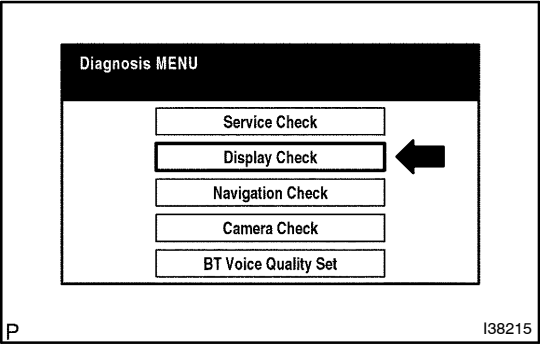 Diagnosis MENU
Service Check
Display Check
Navigation Check
Camera Check
BT Voice Quality Set
P
I38215